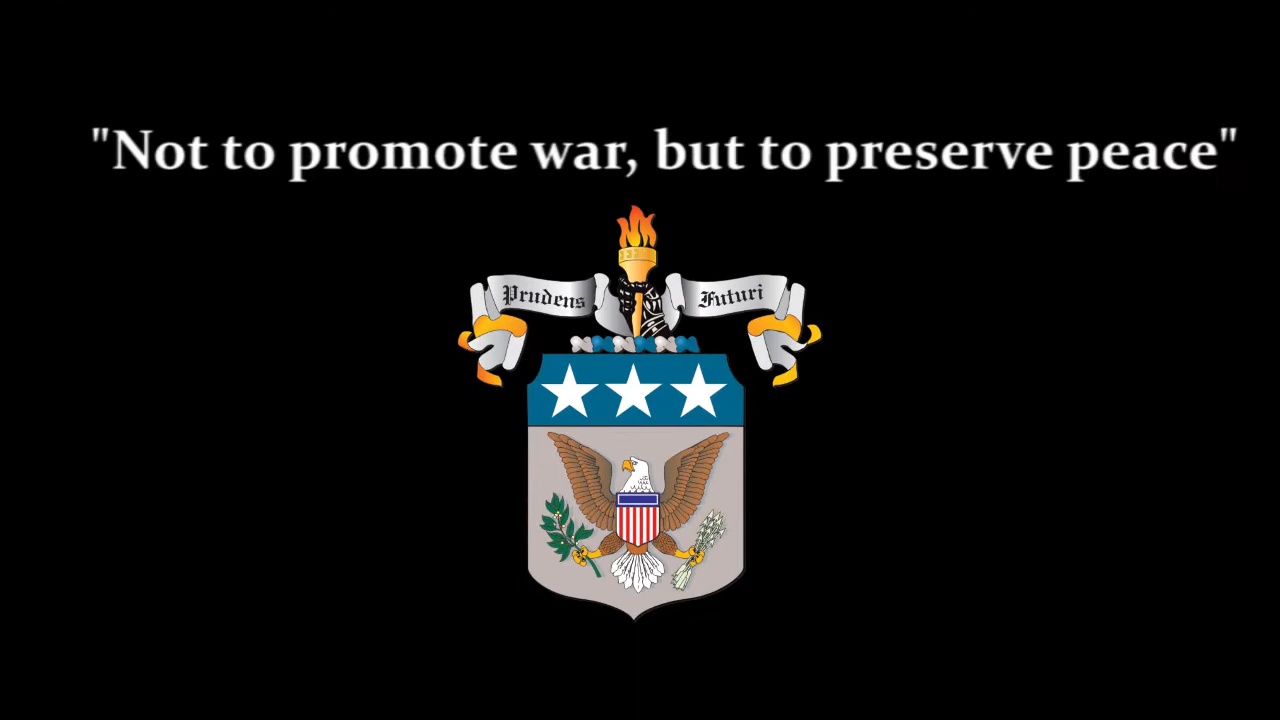 "Not to promote war, but to preserve peace"
Prudens Futuri